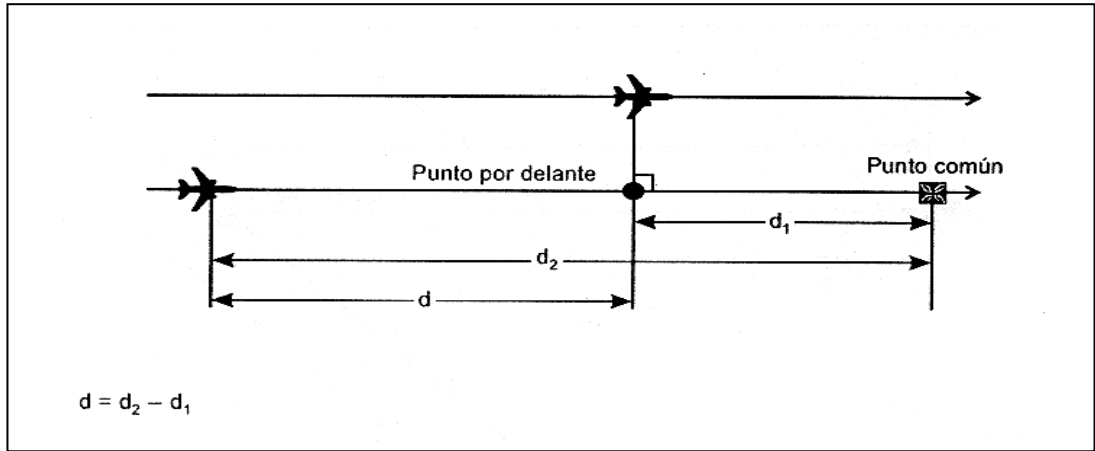 Punto por delante
Punto común
d₁
d₂
d
d = d₂ – d₁